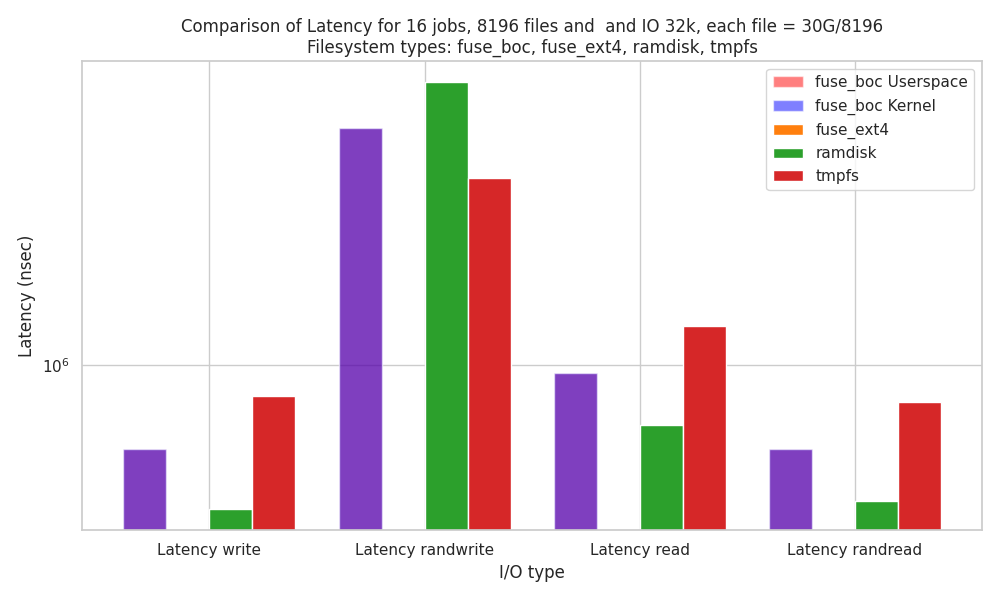 Comparison of Latency for 16 jobs, 8196 files and  and IO 32k, each file = 30G/8196
Filesystem types: fuse_boc, fuse_ext4, ramdisk, tmpfs
fuse_boc Userspace
fuse_boc Kernel
fuse_ext4
ramdisk
tmpfs
Latency (nsec)
10⁶
Latency write
Latency randwrite
Latency read
Latency randread
I/O type